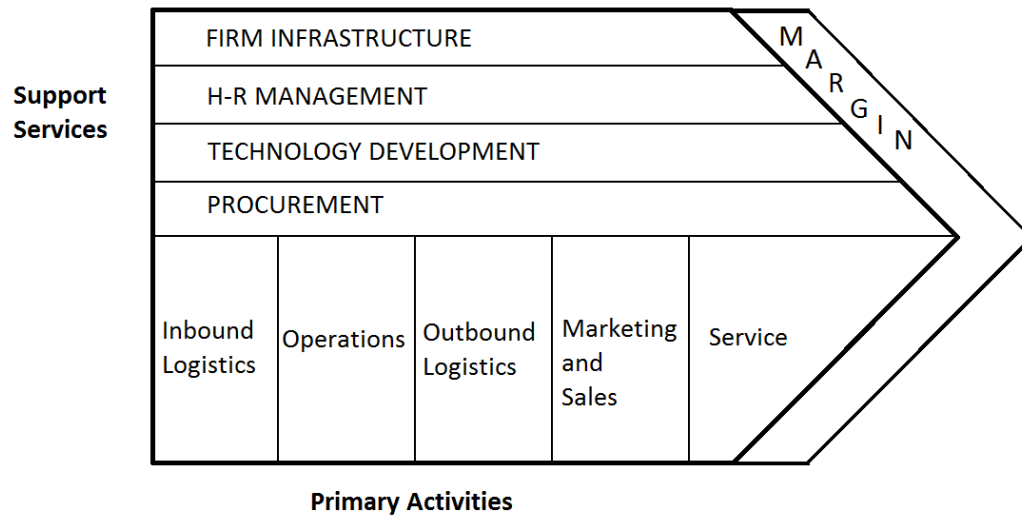 FIRM INFRASTRUCTURE
MARGIN
Support
Services
H-R MANAGEMENT
TECHNOLOGY DEVELOPMENT
PROCUREMENT
Inbound
Logistics
Operations
Outbound
Logistics
Marketing
and
Sales
Service
Primary Activities